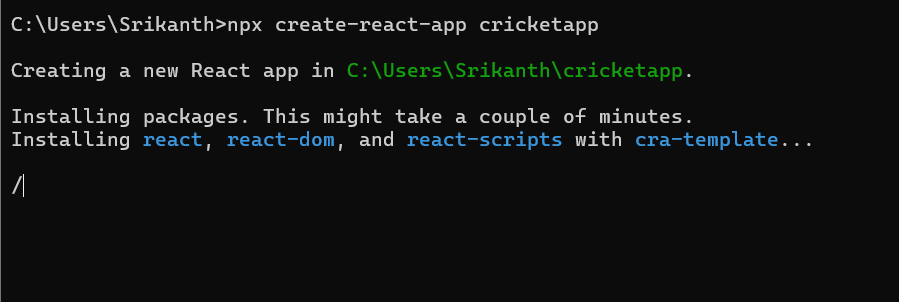 C:\Users\Srikanth>npx create-react-app cricketapp
Creating a new React app in C:\Users\Srikanth\cricketapp.
Installing packages. This might take a couple of minutes.
Installing react, react-dom, and react-scripts with cra-template...
/